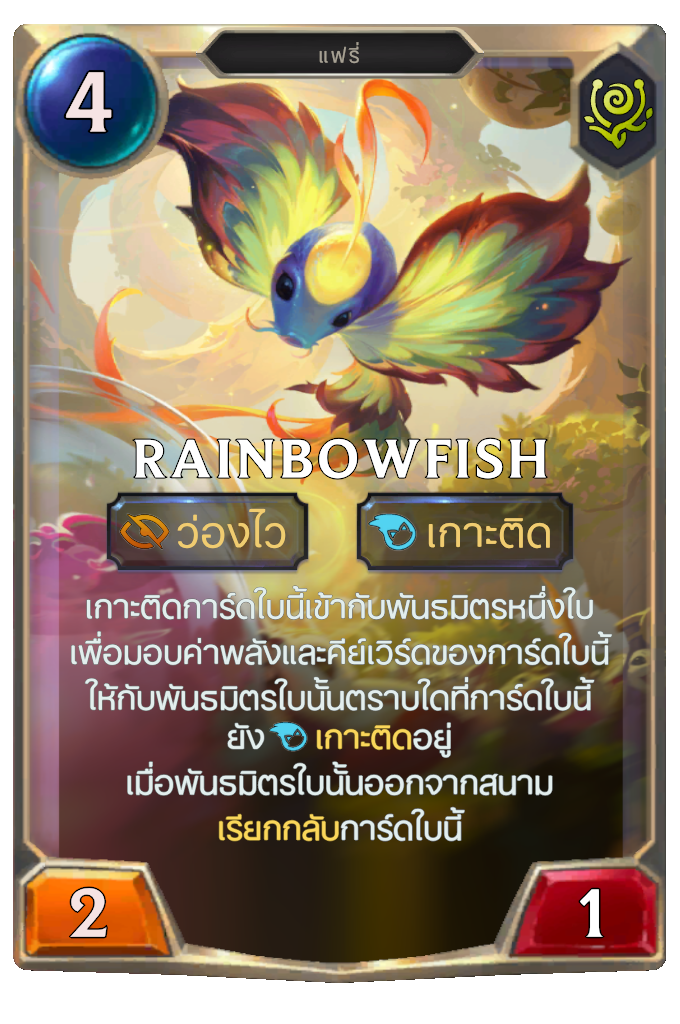 แฟรี่
4
RAINBOWFISH
ว่องไว
เกาะติด
เกาะติดการ์ดใบนี้เข้ากับพันธมิตรหนึ่งใบ
เพื่อมอบค่าพลังและคีย์เวิร์ดของการ์ดใบนี้
ให้กับพันธมิตรใบนั้นตราบใดที่การ์ดใบนี้
ยัง เกาะติดอยู่
เมื่อพันธมิตรใบนั้นออกจากสนาม
เรียกกลับการ์ดใบนี้
2
1